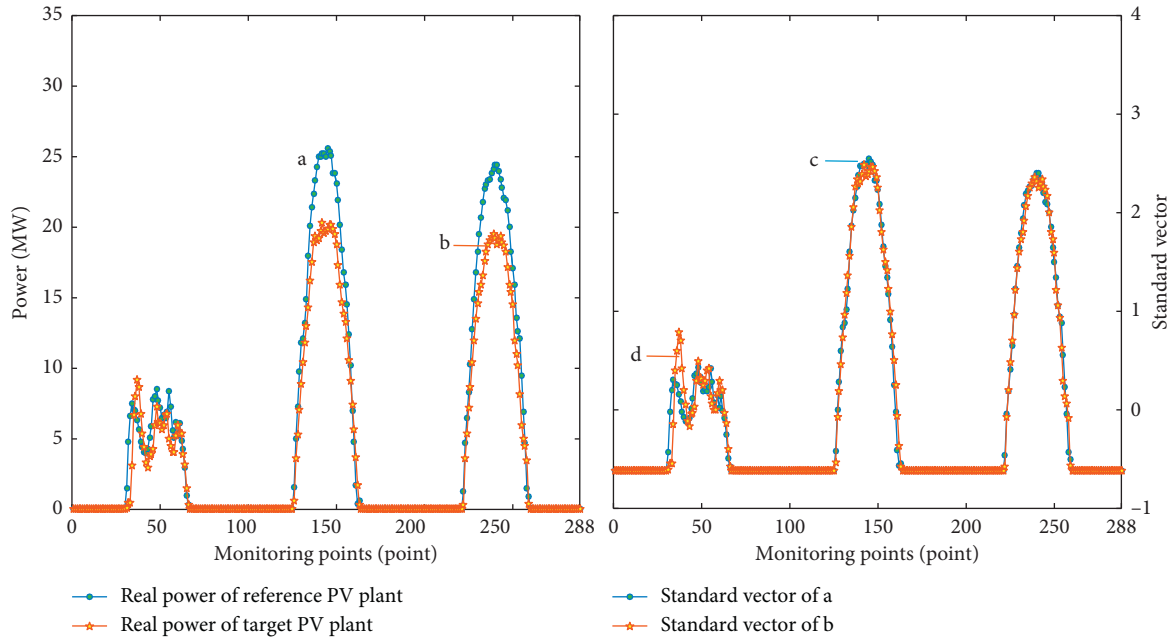 35
30
25
20
15
10
5
0
Power (MW)
a
b
0 50 100 150 200 250 288
Monitoring points (point)
Real power of reference PV plant
Real power of target PV plant
4
3
2
1
0
−1
Standard vector
c
d
0 50 100 150 200 250 288
Monitoring points (point)
Standard vector of a
Standard vector of b